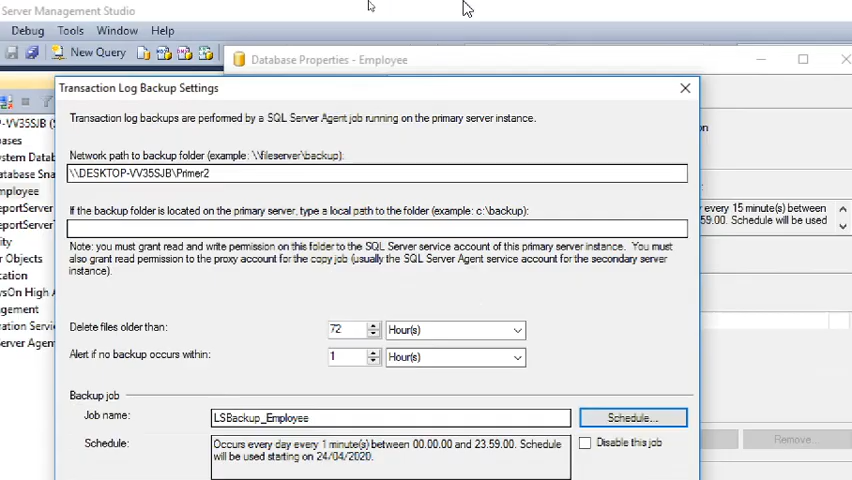 Server Management Studio
Debug Tools Window Help
New Query
Database Properties - Employee
Transaction Log Backup Settings
P-VV35SJB (
Transaction log backups are performed by a SQL Server Agent job running on the primary server instance.
on
bases
Network path to backup folder (example: \\fileserver\backup):
ystem Datab
\\DESKTOP-VV35SJB\Primer2
atabase Snap
mployee
eportServer
If the backup folder is located on the primary server, type a local path to the folder (example: c:\backup):
every 15 minute(s) between
eportServer
59.00. Schedule will be used
ity
Note: you must grant read and write permission on this folder to the SQL Server service account of this primary server instance. You must
r Objects
also grant read permission to the proxy account for the copy job (usually the SQL Server Agent service account for the secondary server
cation
instance).
ysOn High A
gement
Delete files older than: 72 Hour(s)
ration Servic
er Agent
Alert if no backup occurs within: 1 Hour(s)
Backup job
Job name: LSBackup_Employee Schedule...
Schedule: Occurs every day every 1 minute(s) between 00.00.00 and 23.59.00. Schedule
will be used starting on 24/04/2020.
Disable this job
Remove...